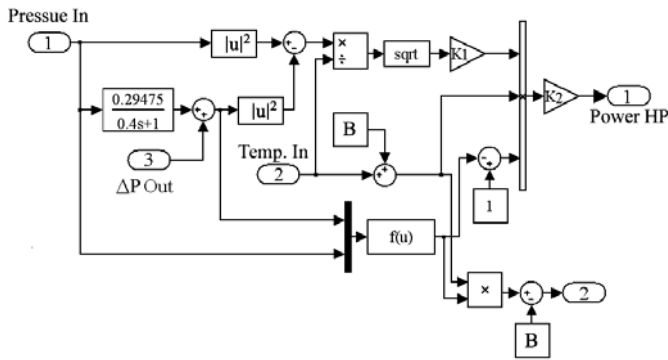 Pressue In
1
|u|²
+
-
×
÷
sqrt
K1
0.29475
0.4s+1
+
+
|u|²
3
ΔP Out
Temp. In
2
B
+
+
×
K2
1
Power HP
-
+
1
f(u)
×
+
-
2
B